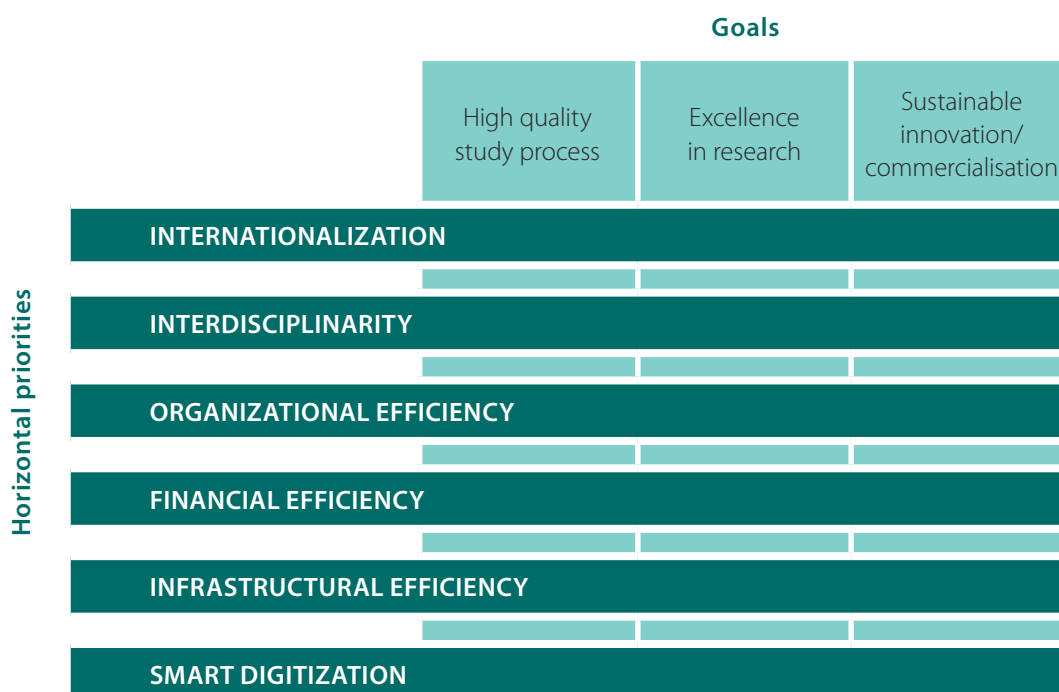 Goals
High quality
study process
Excellence
in research
Sustainable
innovation/
commercialisation
Horizontal priorities
INTERNATIONALIZATION
INTERDISCIPLINARITY
ORGANIZATIONAL EFFICIENCY
FINANCIAL EFFICIENCY
INFRASTRUCTURAL EFFICIENCY
SMART DIGITIZATION